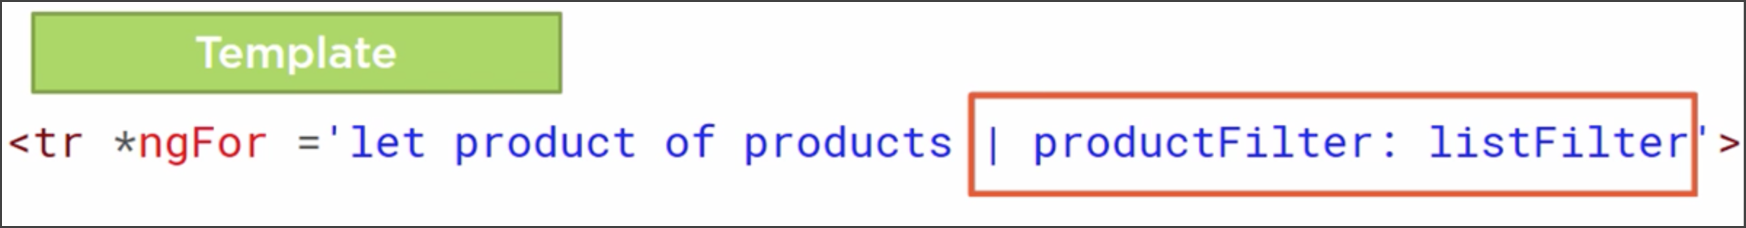 Template
<tr *ngFor ='let product of products | productFilter: listFilter'>